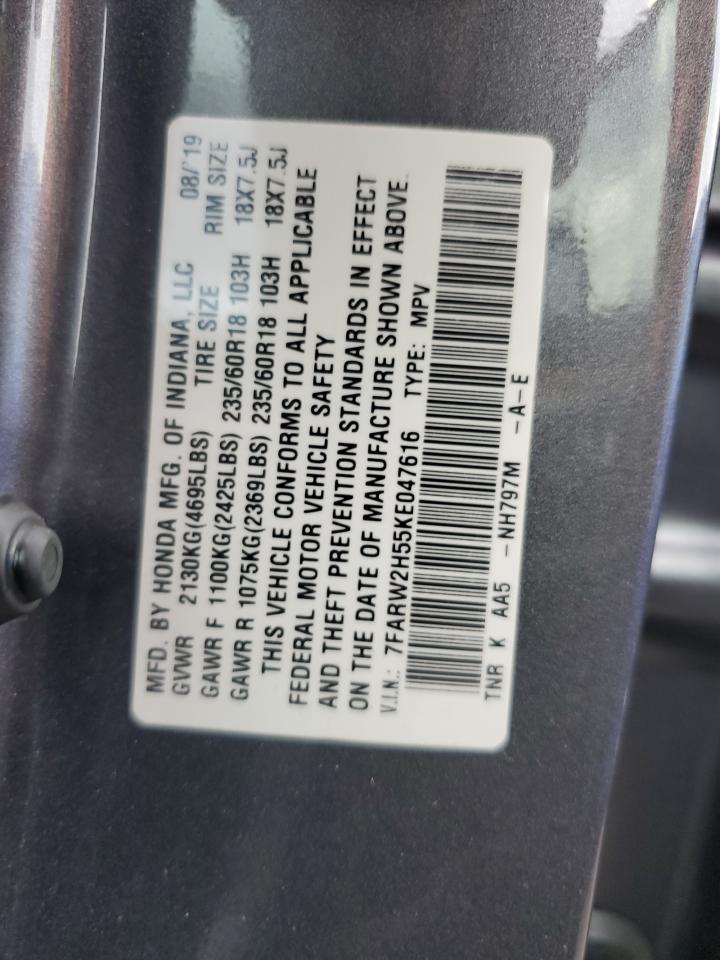 MFD. BY HONDA MFG. OF INDIANA, LLC 08/'19
GVWR 2130KG(4695LBS) TIRE SIZE RIM SIZE
GAWR F 1100KG(2425LBS) 235/60R18 103H 18X7.5J
GAWR R 1075KG(2369LBS) 235/60R18 103H 18X7.5J
THIS VEHICLE CONFORMS TO ALL APPLICABLE
FEDERAL MOTOR VEHICLE SAFETY
AND THEFT PREVENTION STANDARDS IN EFFECT
ON THE DATE OF MANUFACTURE SHOWN ABOVE.
V.I.N.: 7FARW2H55KE047616 TYPE: MPV
TNR K AA5 -NH797M -A-E